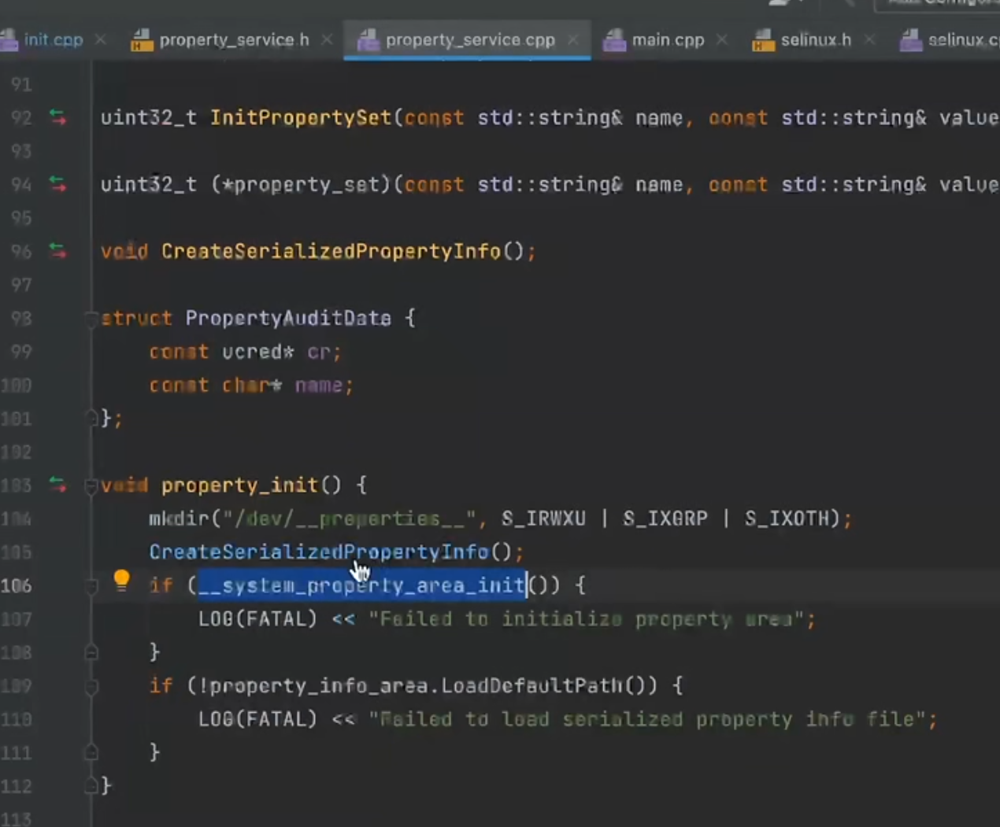 init.cpp × property_service.h × property_service.cpp × main.cpp × selinux.h × selinux.c
91
92 uint32_t InitPropertySet(const std::string& name, const std::string& value
93
94 uint32_t (*property_set)(const std::string& name, const std::string& value
95
96 void CreateSerializedPropertyInfo();
97
98 struct PropertyAuditData {
99 const ucred* cr;
100 const char* name;
101 };
102
103 void property_init() {
104 mkdir("/dev/__properties__", S_IRWXU | S_IXGRP | S_IXOTH);
105 CreateSerializedPropertyInfo();
106 if (__system_property_area_init()) {
107 LOG(FATAL) << "Failed to initialize property area";
108 }
109 if (!property_info_area.LoadDefaultPath()) {
110 LOG(FATAL) << "Failed to load serialized property info file";
111 }
112 }
113